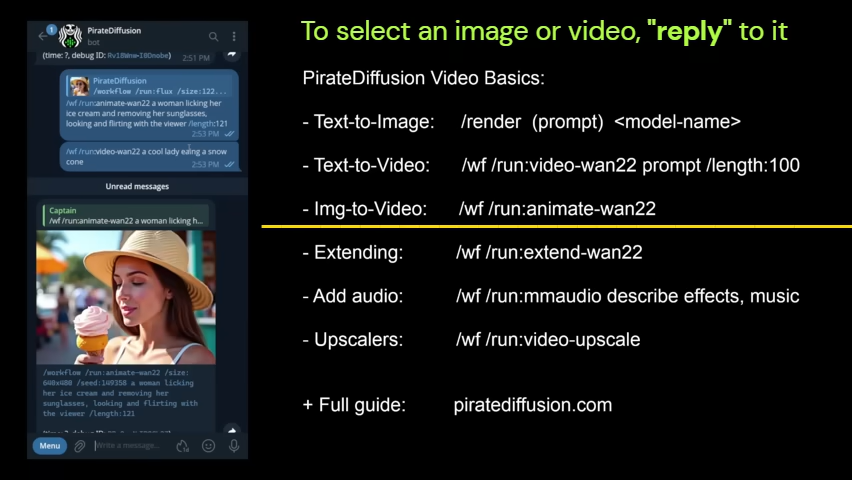 To select an image or video, "reply" to it
PirateDiffusion
bot
(time: ?, debug ID: Rv18Wnw-18Dnobe)
2:51 PM
PirateDiffusion
/workflow /run:flux /size:122...
/wf /run:animate-wan22 a woman licking her
ice cream and removing her sunglasses,
looking and flirting with the viewer /length:121
2:53 PM
/wf /run:video-wan22 a cool lady eating a snow
cone
2:53 PM
Unread messages
Captain
/wf /run:animate-wan22 a woman licking h...
/workflow /run:animate-wan22 /size:
640x480 /seed:149350 a woman licking
her ice cream and removing her
sunglasses, looking and flirting with
the viewer /length:121
Menu
Write a message...
PirateDiffusion Video Basics:
- Text-to-Image: /render (prompt) <model-name>
- Text-to-Video: /wf /run:video-wan22 prompt /length:100
- Img-to-Video: /wf /run:animate-wan22
- Extending: /wf /run:extend-wan22
- Add audio: /wf /run:mmaudio describe effects, music
- Upscalers: /wf /run:video-upscale
+ Full guide: piratediffusion.com